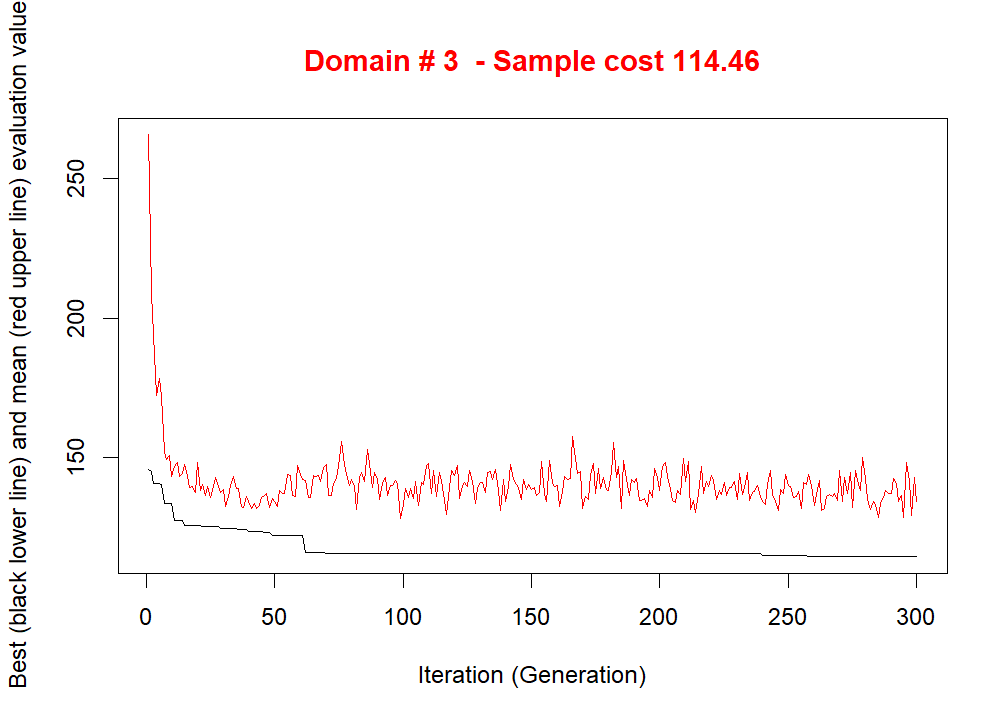 Domain # 3  - Sample cost 114.46
Best (black lower line) and mean (red upper line) evaluation value
250
200
150
0 50 100 150 200 250 300
Iteration (Generation)